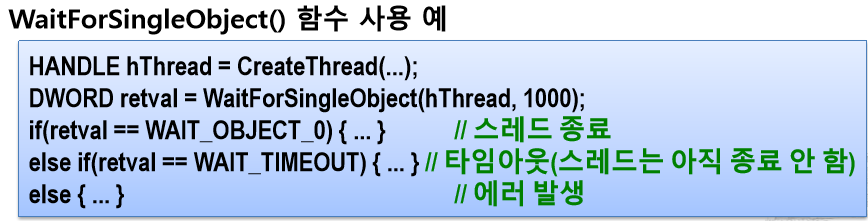 WaitForSingleObject() 함수 사용 예
HANDLE hThread = CreateThread(...);
DWORD retval = WaitForSingleObject(hThread, 1000);
if(retval == WAIT_OBJECT_0) { ... } // 스레드 종료
else if(retval == WAIT_TIMEOUT) { ... } // 타임아웃(스레드는 아직 종료 안 함)
else { ... } // 에러 발생